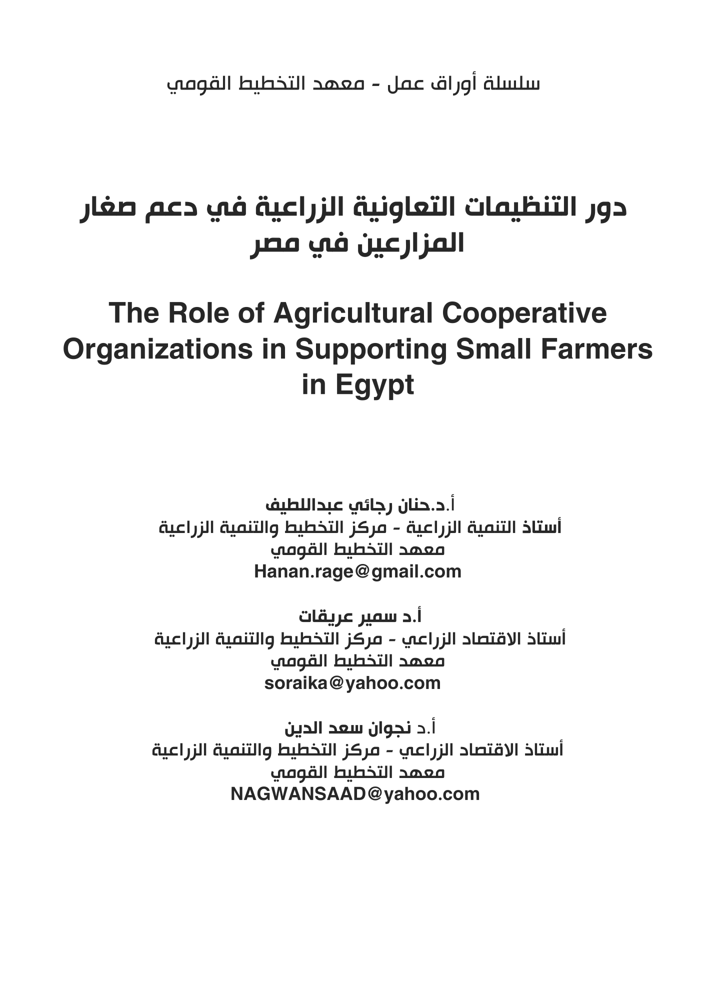 سلسلة أوراق عمل - معهد التخطيط القومي
دور التنظيمات التعاونية الزراعية في دعم صغار
المزارعين في مصر
The Role of Agricultural Cooperative
Organizations in Supporting Small Farmers
in Egypt
أ.د.حنان رجائي عبداللطيف
أستاذ التنمية الزراعية - مركز التخطيط والتنمية الزراعية
معهد التخطيط القومي
Hanan.rage@gmail.com
أ.د سمير عريقات
أستاذ الاقتصاد الزراعي - مركز التخطيط والتنمية الزراعية
معهد التخطيط القومي
soraika@yahoo.com
أ.د نجوان سعد الدين
أستاذ الاقتصاد الزراعي - مركز التخطيط والتنمية الزراعية
معهد التخطيط القومي
NAGWANSAAD@yahoo.com